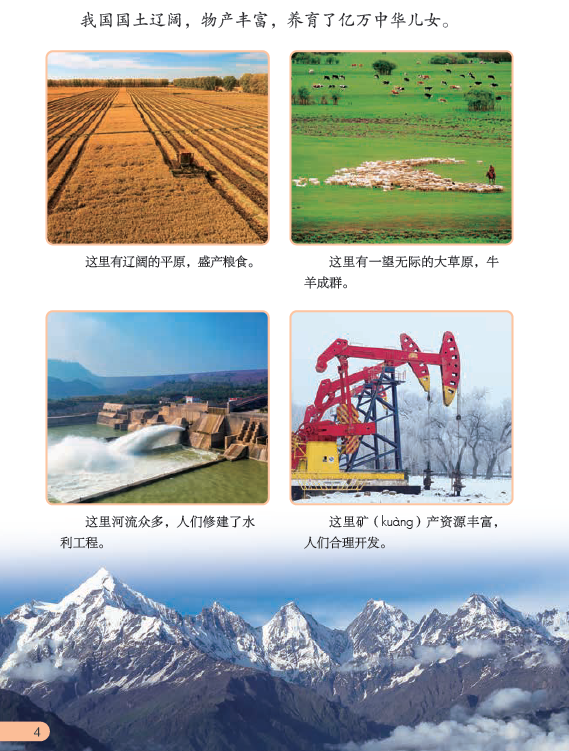 我国国土辽阔，物产丰富，养育了亿万中华儿女。
这里有辽阔的平原，盛产粮食。
这里有一望无际的大草原，牛
羊成群。
这里河流众多，人们修建了水
利工程。
这里矿（kuàng）产资源丰富，
人们合理开发。
4